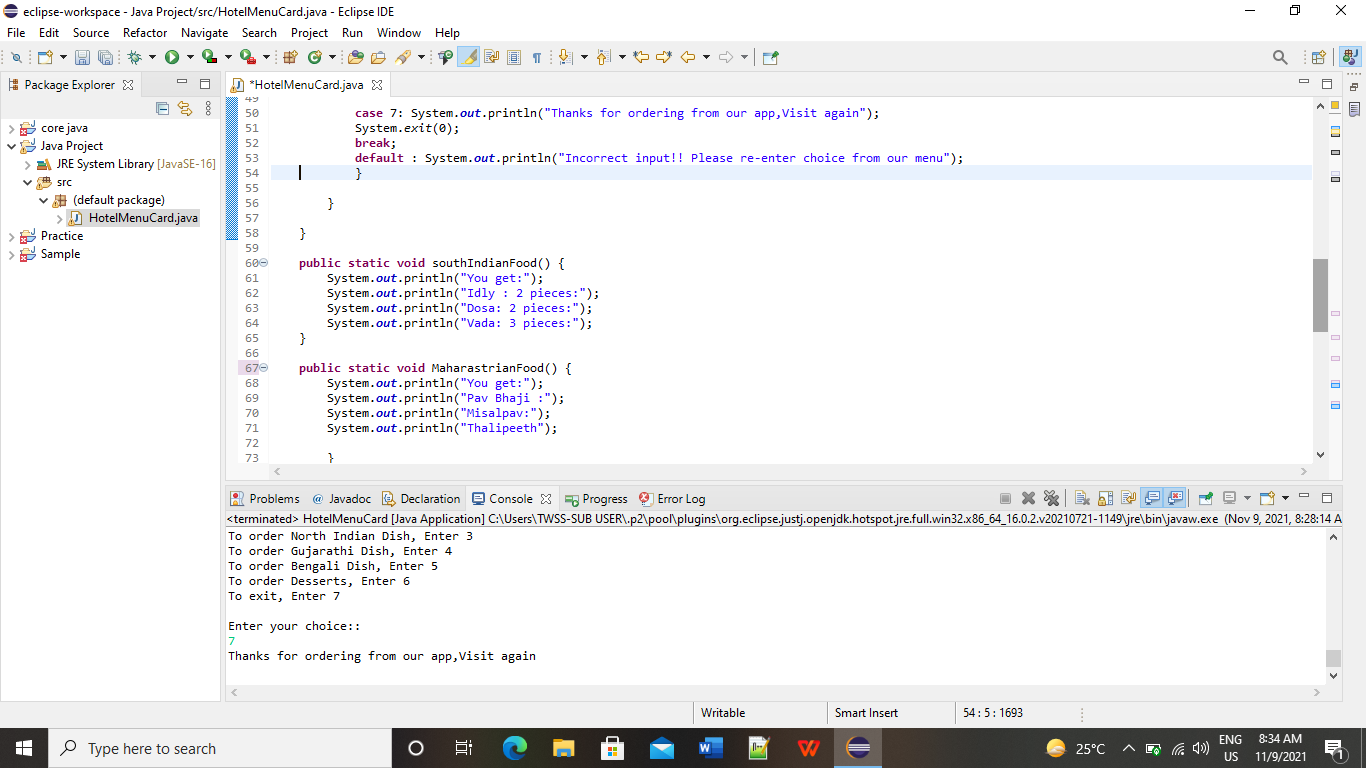 eclipse-workspace - Java Project/src/HotelMenuCard.java - Eclipse IDE
File Edit Source Refactor Navigate Search Project Run Window Help
Package Explorer
core java
Java Project
JRE System Library [JavaSE-16]
src
(default package)
HotelMenuCard.java
Practice
Sample
*HotelMenuCard.java
49
50 case 7: System.out.println("Thanks for ordering from our app,Visit again");
51 System.exit(0);
52 break;
53 default : System.out.println("Incorrect input!! Please re-enter choice from our menu");
54 }
55
56 }
57
58 }
59
60 public static void southIndianFood() {
61 System.out.println("You get:");
62 System.out.println("Idly : 2 pieces:");
63 System.out.println("Dosa: 2 pieces:");
64 System.out.println("Vada: 3 pieces:");
65 }
66
67 public static void MaharastrianFood() {
68 System.out.println("You get:");
69 System.out.println("Pav Bhaji :");
70 System.out.println("Misalpav:");
71 System.out.println("Thalipeeth");
72
73 }
Problems @ Javadoc Declaration Console Progress Error Log
<terminated> HotelMenuCard [Java Application] C:\Users\TWSS-SUB USER\.p2\pool\plugins\org.eclipse.justj.openjdk.hotspot.jre.full.win32.x86_64_16.0.2.v20210721-1149\jre\bin\javaw.exe (Nov 9, 2021, 8:28:14 A
To order North Indian Dish, Enter 3
To order Gujarathi Dish, Enter 4
To order Bengali Dish, Enter 5
To order Desserts, Enter 6
To exit, Enter 7
Enter your choice::
7
Thanks for ordering from our app,Visit again
Writable Smart Insert 54 : 5 : 1693
Type here to search
25°C
ENG
US
8:34 AM
11/9/2021
1